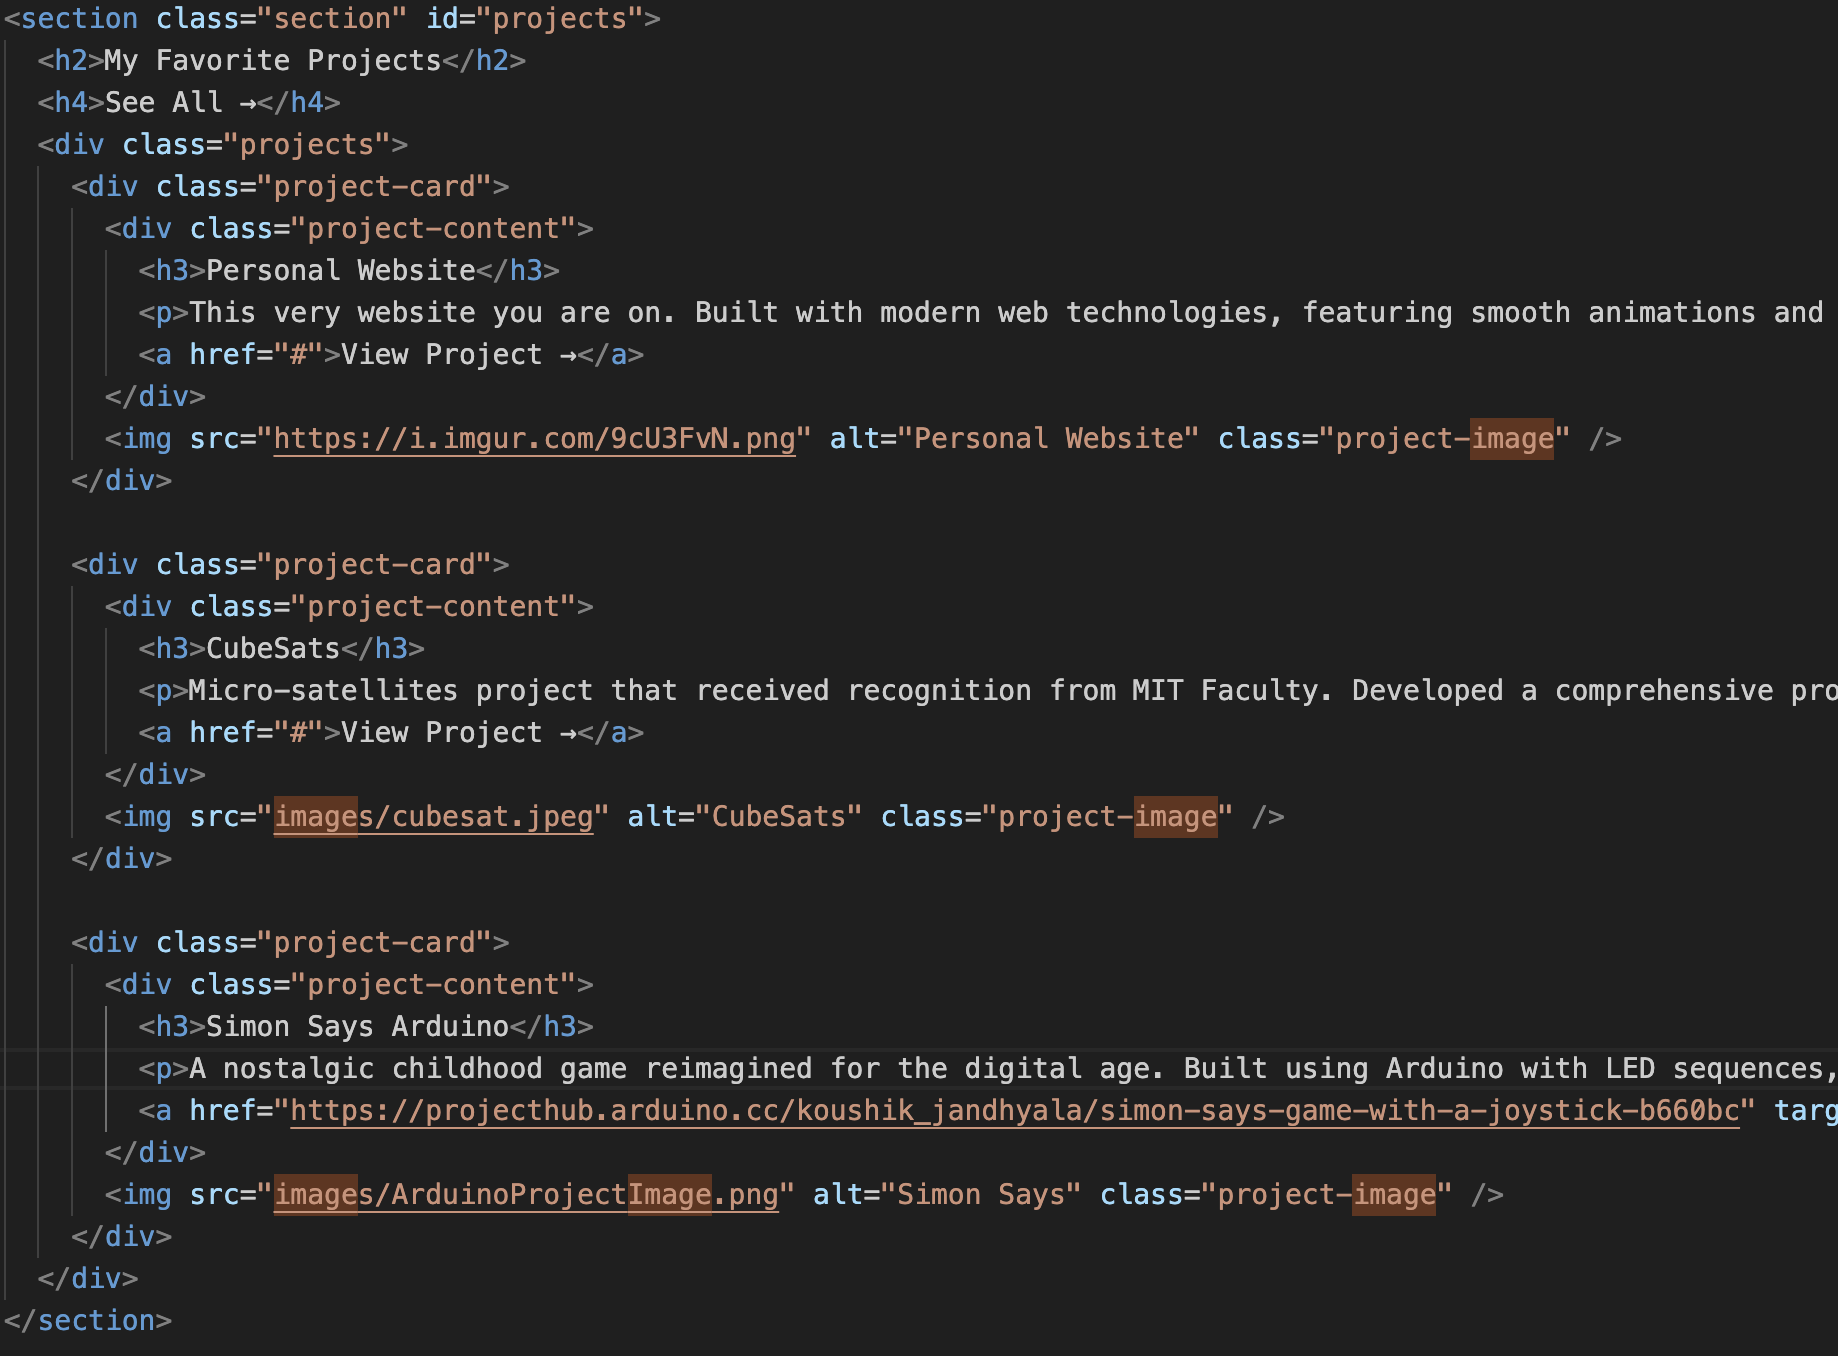 <section class="section" id="projects">
<h2>My Favorite Projects</h2>
<h4>See All →</h4>
<div class="projects">
<div class="project-card">
<div class="project-content">
<h3>Personal Website</h3>
<p>This very website you are on. Built with modern web technologies, featuring smooth animations and
<a href="#">View Project →</a>
</div>
<img src="https://i.imgur.com/9cU3FvN.png" alt="Personal Website" class="project-image" />
</div>
<div class="project-card">
<div class="project-content">
<h3>CubeSats</h3>
<p>Micro-satellites project that received recognition from MIT Faculty. Developed a comprehensive pro
<a href="#">View Project →</a>
</div>
<img src="images/cubesat.jpeg" alt="CubeSats" class="project-image" />
</div>
<div class="project-card">
<div class="project-content">
<h3>Simon Says Arduino</h3>
<p>A nostalgic childhood game reimagined for the digital age. Built using Arduino with LED sequences,
<a href="https://projecthub.arduino.cc/koushik_jandhyala/simon-says-game-with-a-joystick-b660bc" targ
</div>
<img src="images/ArduinoProjectImage.png" alt="Simon Says" class="project-image" />
</div>
</div>
</section>